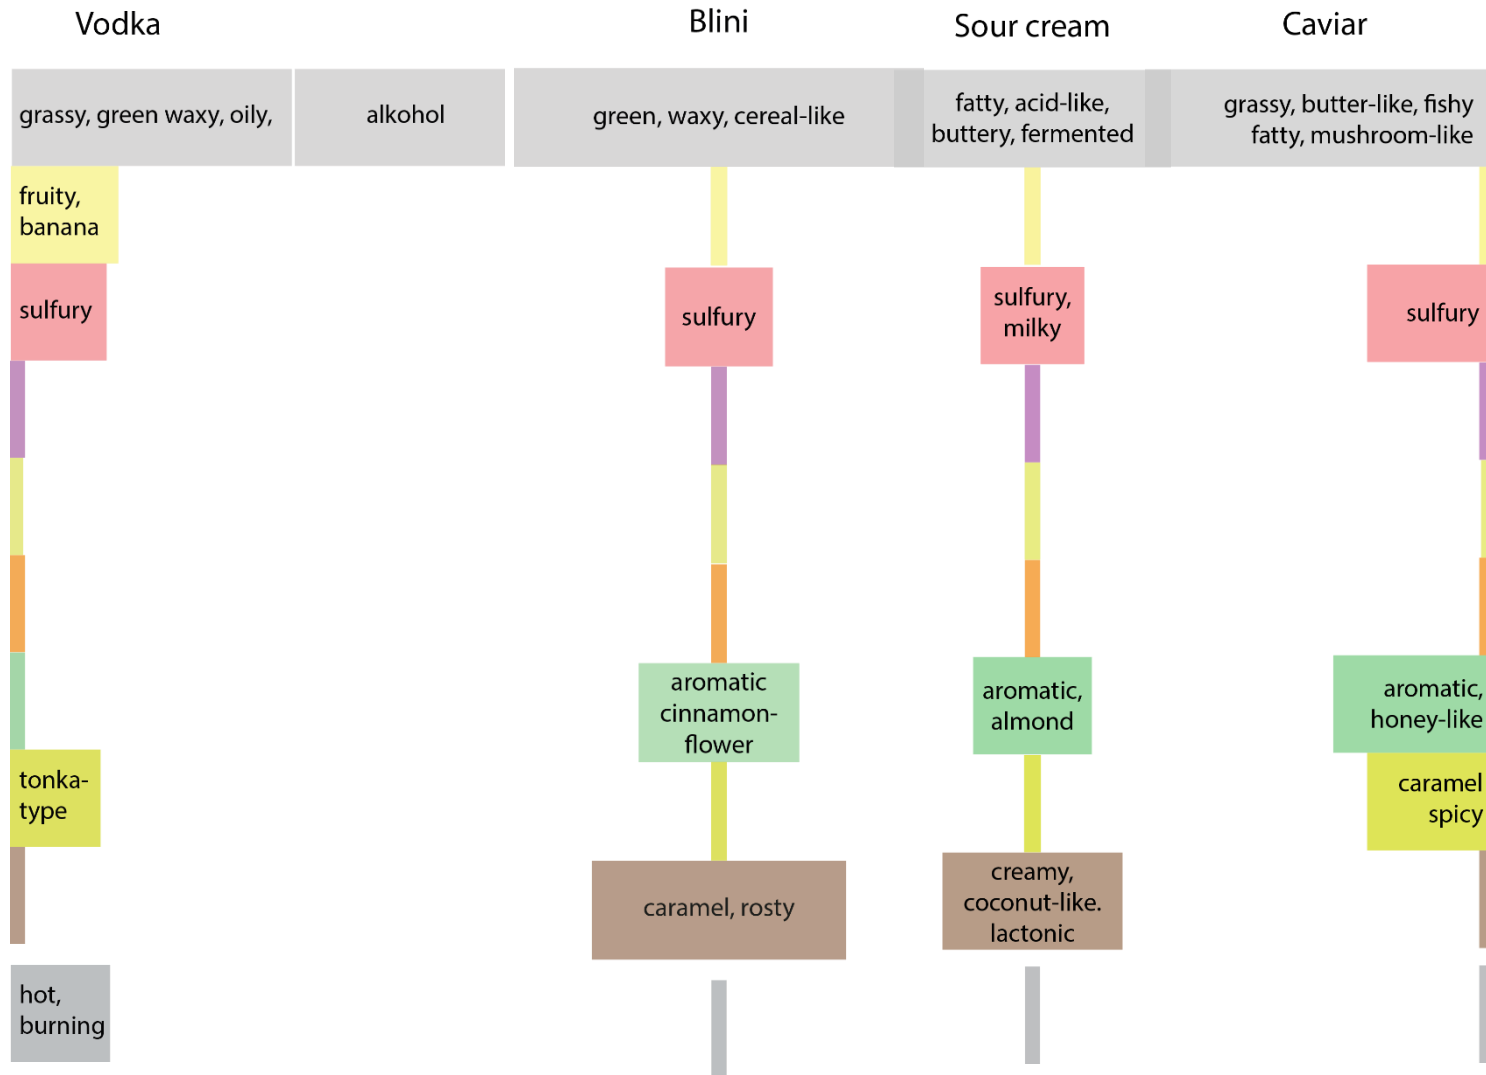 Vodka
Blini
Sour cream
Caviar
grassy, green waxy, oily,
alkohol
green, waxy, cereal-like
fatty, acid-like,
buttery, fermented
grassy, butter-like, fishy
fatty, mushroom-like
fruity,
banana
sulfury
sulfury
sulfury,
milky
sulfury
aromatic
cinnamon-
flower
aromatic,
almond
aromatic,
honey-like
tonka-
type
caramel
spicy
caramel, rosty
creamy,
coconut-like.
lactonic
hot,
burning